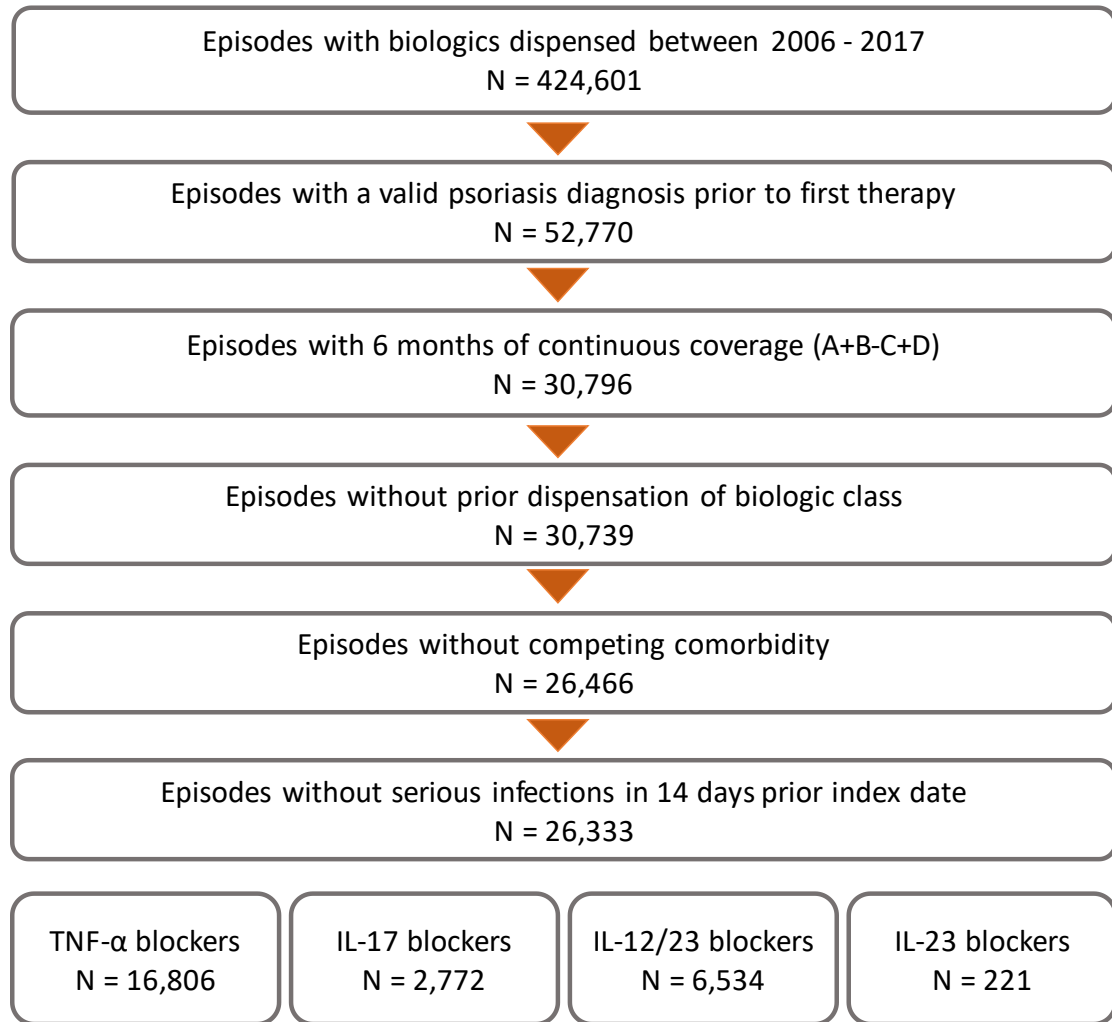 Episodes with biologics dispensed between 2006 - 2017
N = 424,601
Episodes with a valid psoriasis diagnosis prior to first therapy
N = 52,770
Episodes with 6 months of continuous coverage (A+B-C+D)
N = 30,796
Episodes without prior dispensation of biologic class
N = 30,739
Episodes without competing comorbidity
N = 26,466
Episodes without serious infections in 14 days prior index date
N = 26,333
TNF-α blockers
N = 16,806
IL-17 blockers
N = 2,772
IL-12/23 blockers
N = 6,534
IL-23 blockers
N = 221